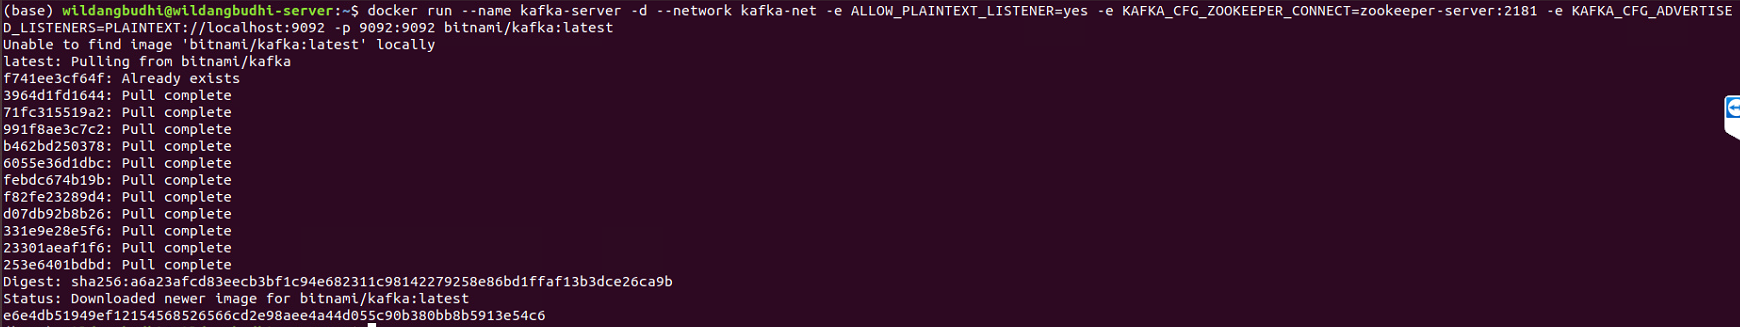 (base) wildangbudhi@wildangbudhi-server:~$ docker run --name kafka-server -d --network kafka-net -e ALLOW_PLAINTEXT_LISTENER=yes -e KAFKA_CFG_ZOOKEEPER_CONNECT=zookeeper-server:2181 -e KAFKA_CFG_ADVERTISE
D_LISTENERS=PLAINTEXT://localhost:9092 -p 9092:9092 bitnami/kafka:latest
Unable to find image 'bitnami/kafka:latest' locally
latest: Pulling from bitnami/kafka
f741ee3cf64f: Already exists
3964d1fd1644: Pull complete
71fc315519a2: Pull complete
991f8ae3c7c2: Pull complete
b462bd250378: Pull complete
6055e36d1dbc: Pull complete
febdc674b19b: Pull complete
f82fe23289d4: Pull complete
d07db92b8b26: Pull complete
331e9e28e5f6: Pull complete
23301aeaf1f6: Pull complete
253e6401bdbd: Pull complete
Digest: sha256:a6a23afcd83eecb3bf1c94e682311c98142279258e86bd1ffaf13b3dce26ca9b
Status: Downloaded newer image for bitnami/kafka:latest
e6e4db51949ef12154568526566cd2e98aee4a44d055c90b380bb8b5913e54c6